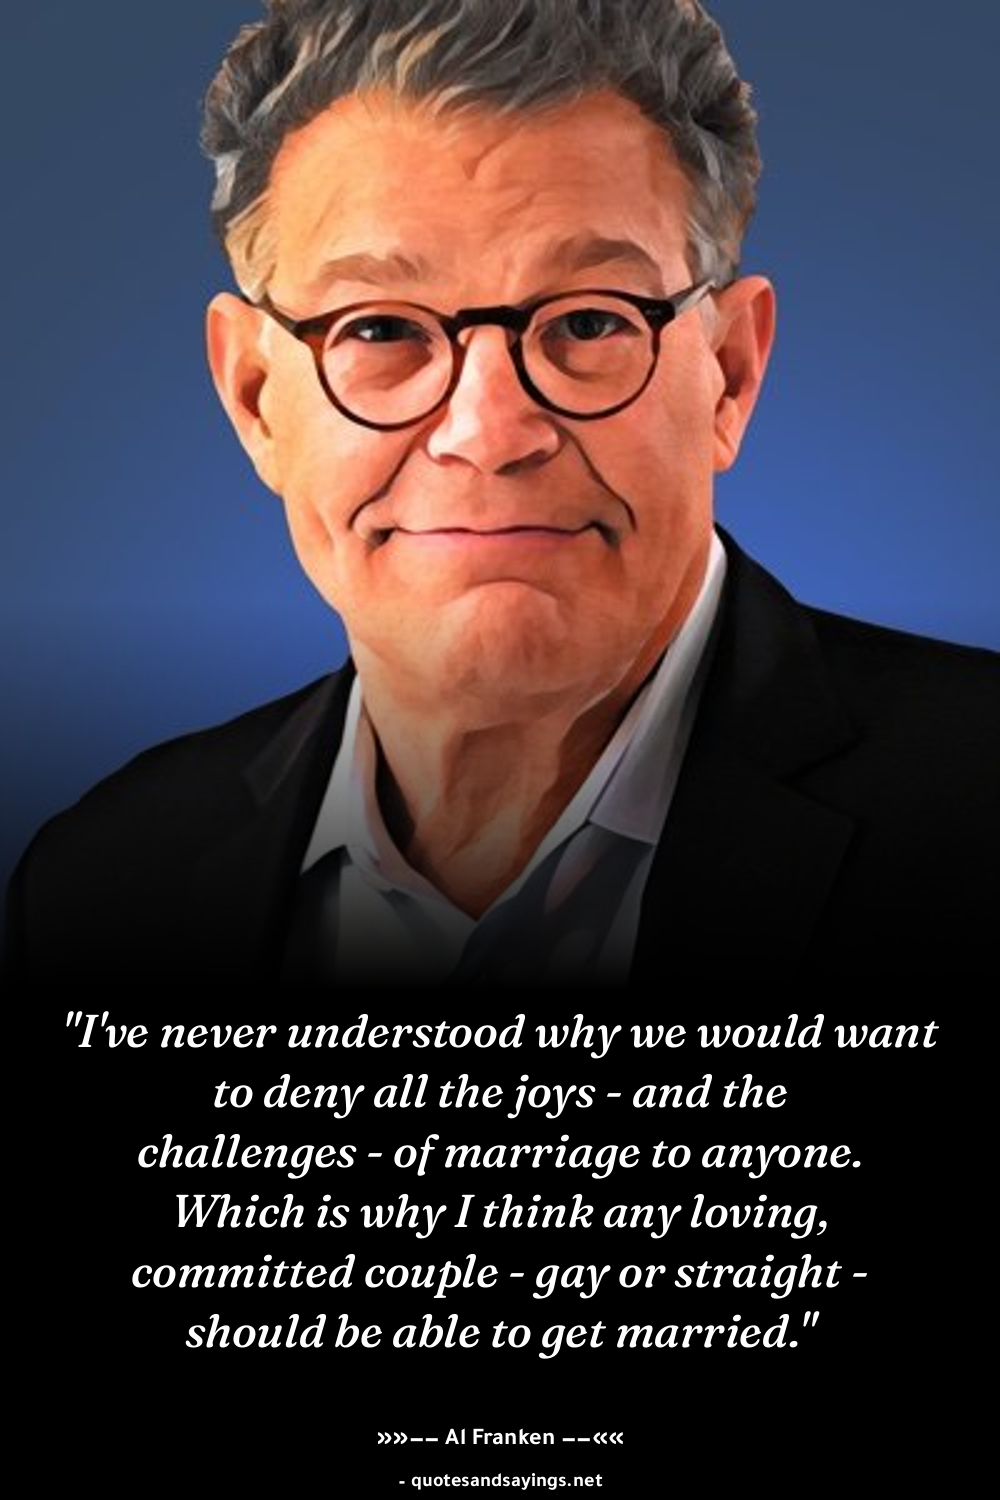 "I've never understood why we would want
to deny all the joys - and the
challenges - of marriage to anyone.
Which is why I think any loving,
committed couple - gay or straight -
should be able to get married."
»»−− Al Franken −−««
- quotesandsayings.net